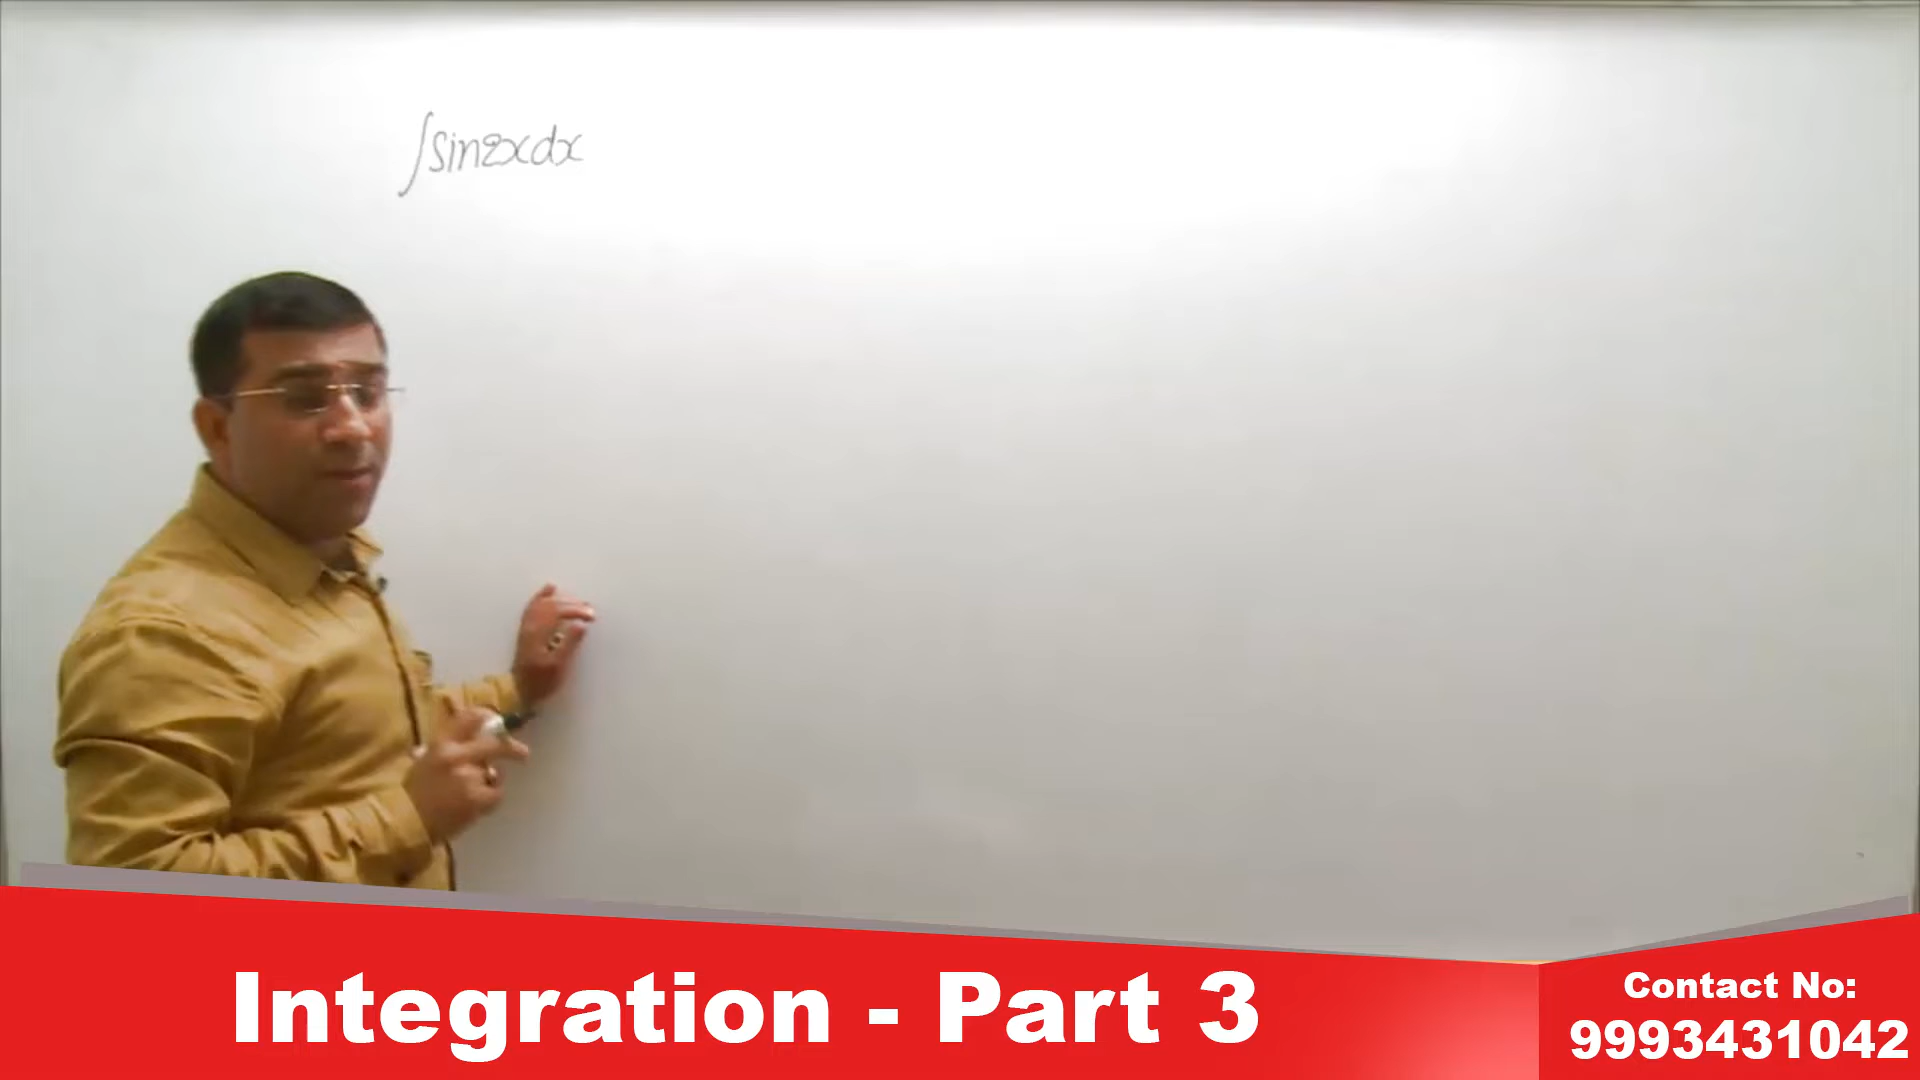 ∫sin2xdx
Integration - Part 3
Contact No:
9993431042